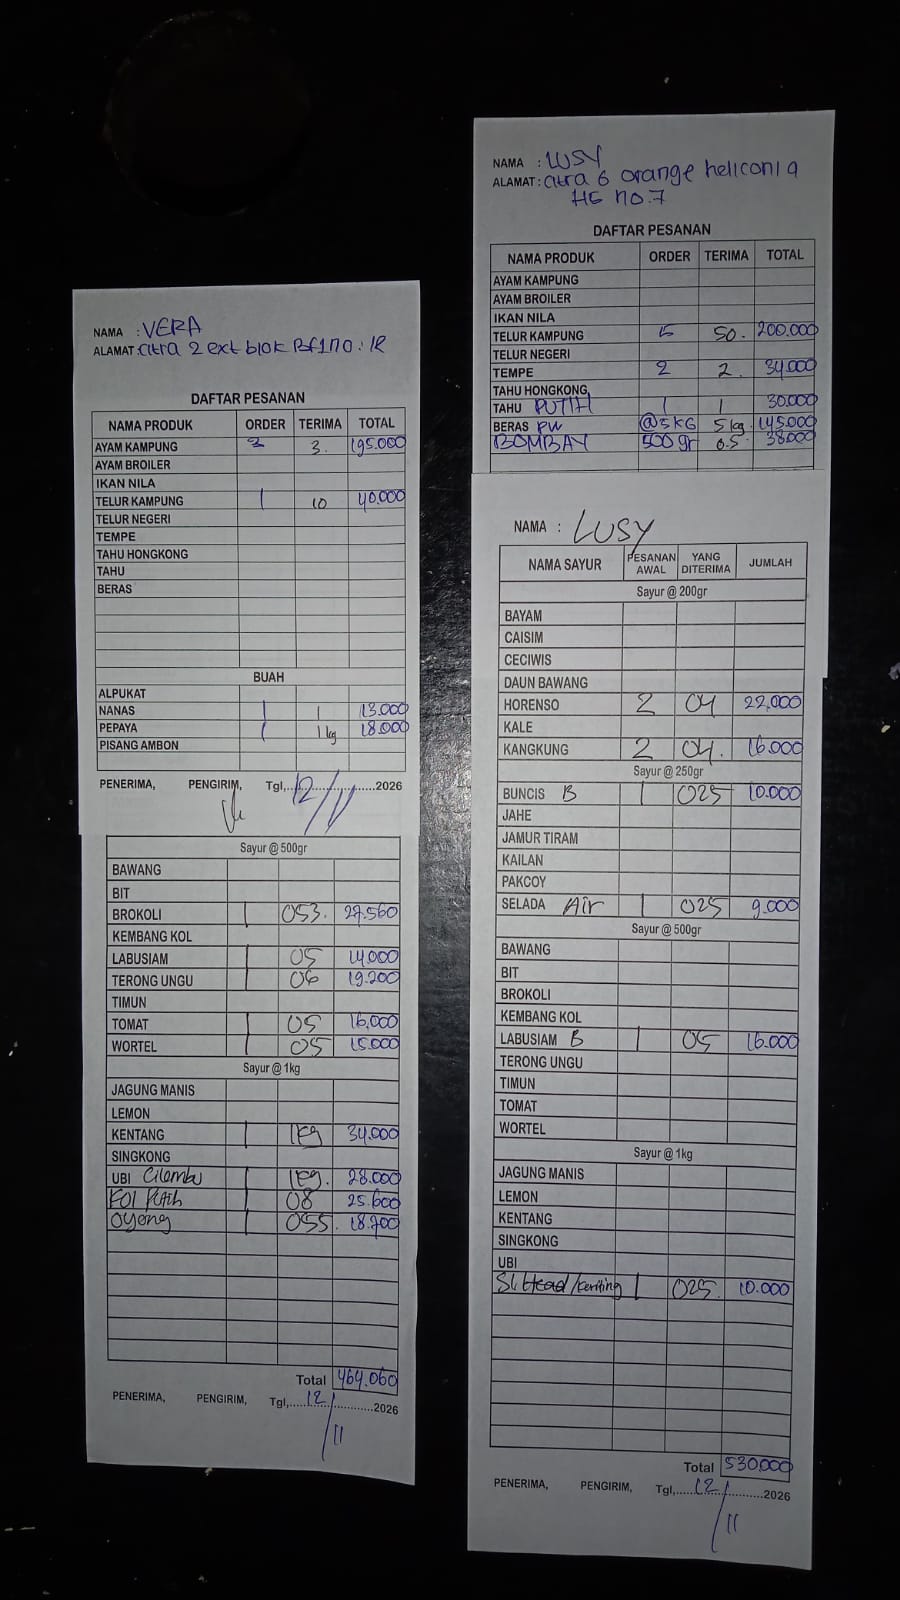 NAMA : VERA
ALAMAT: citra 2 ext blok Bf1 no: 12
DAFTAR PESANAN
NAMA PRODUK ORDER TERIMA TOTAL
AYAM KAMPUNG 3 3. 195.000
AYAM BROILER
IKAN NILA
TELUR KAMPUNG 1 10 40.000
TELUR NEGERI
TEMPE
TAHU HONGKONG
TAHU
BERAS
BUAH
ALPUKAT
NANAS 1 1 13.000
PEPAYA 1 1 kg 18.000
PISANG AMBON
PENERIMA, PENGIRIM, Tgl,..12/11..2026
Sayur @ 500gr
BAWANG
BIT
BROKOLI 1 053. 27.560
KEMBANG KOL
LABUSIAM 1 05 14.000
TERONG UNGU 1 06 19.200
TIMUN
TOMAT 1 05 16.000
WORTEL 1 05 15.000
Sayur @ 1kg
JAGUNG MANIS
LEMON
KENTANG 1 1kg 34.000
SINGKONG
UBI Cilembu 1 1kg. 28.000
KOl Putih 1 08 25.600
Oyong 1 055. 18.700
Total 464.060
PENERIMA, PENGIRIM, Tgl,..12/11..2026
NAMA : LUSY
ALAMAT: citra 6 orange heliconia
H6 no.7
DAFTAR PESANAN
NAMA PRODUK ORDER TERIMA TOTAL
AYAM KAMPUNG
AYAM BROILER
IKAN NILA
TELUR KAMPUNG 5 50. 200.000
TELUR NEGERI
TEMPE 2 2. 34.000
TAHU HONGKONG
TAHU PUTIH 1 1 30.000
BERAS PW @5KG 5 kg 145.000
BOMBAY 500 gr 0.5 38.000
NAMA : LUSY
NAMA SAYUR PESANAN AWAL YANG DITERIMA JUMLAH
Sayur @ 200gr
BAYAM
CAISIM
CECIWIS
DAUN BAWANG
HORENSO 2 04 22,000
KALE
KANGKUNG 2 04. 16.000
Sayur @ 250gr
BUNCIS B 1 025 10.000
JAHE
JAMUR TIRAM
KAILAN
PAKCOY
SELADA Air 1 025 9.000
Sayur @ 500gr
BAWANG
BIT
BROKOLI
KEMBANG KOL
LABUSIAM B 1 05 16.000
TERONG UNGU
TIMUN
TOMAT
WORTEL
Sayur @ 1kg
JAGUNG MANIS
LEMON
KENTANG
SINGKONG
UBI
Sl. Head/keriting 1 025. 10.000
Total 530.000
PENERIMA, PENGIRIM, Tgl,..12/11..2026